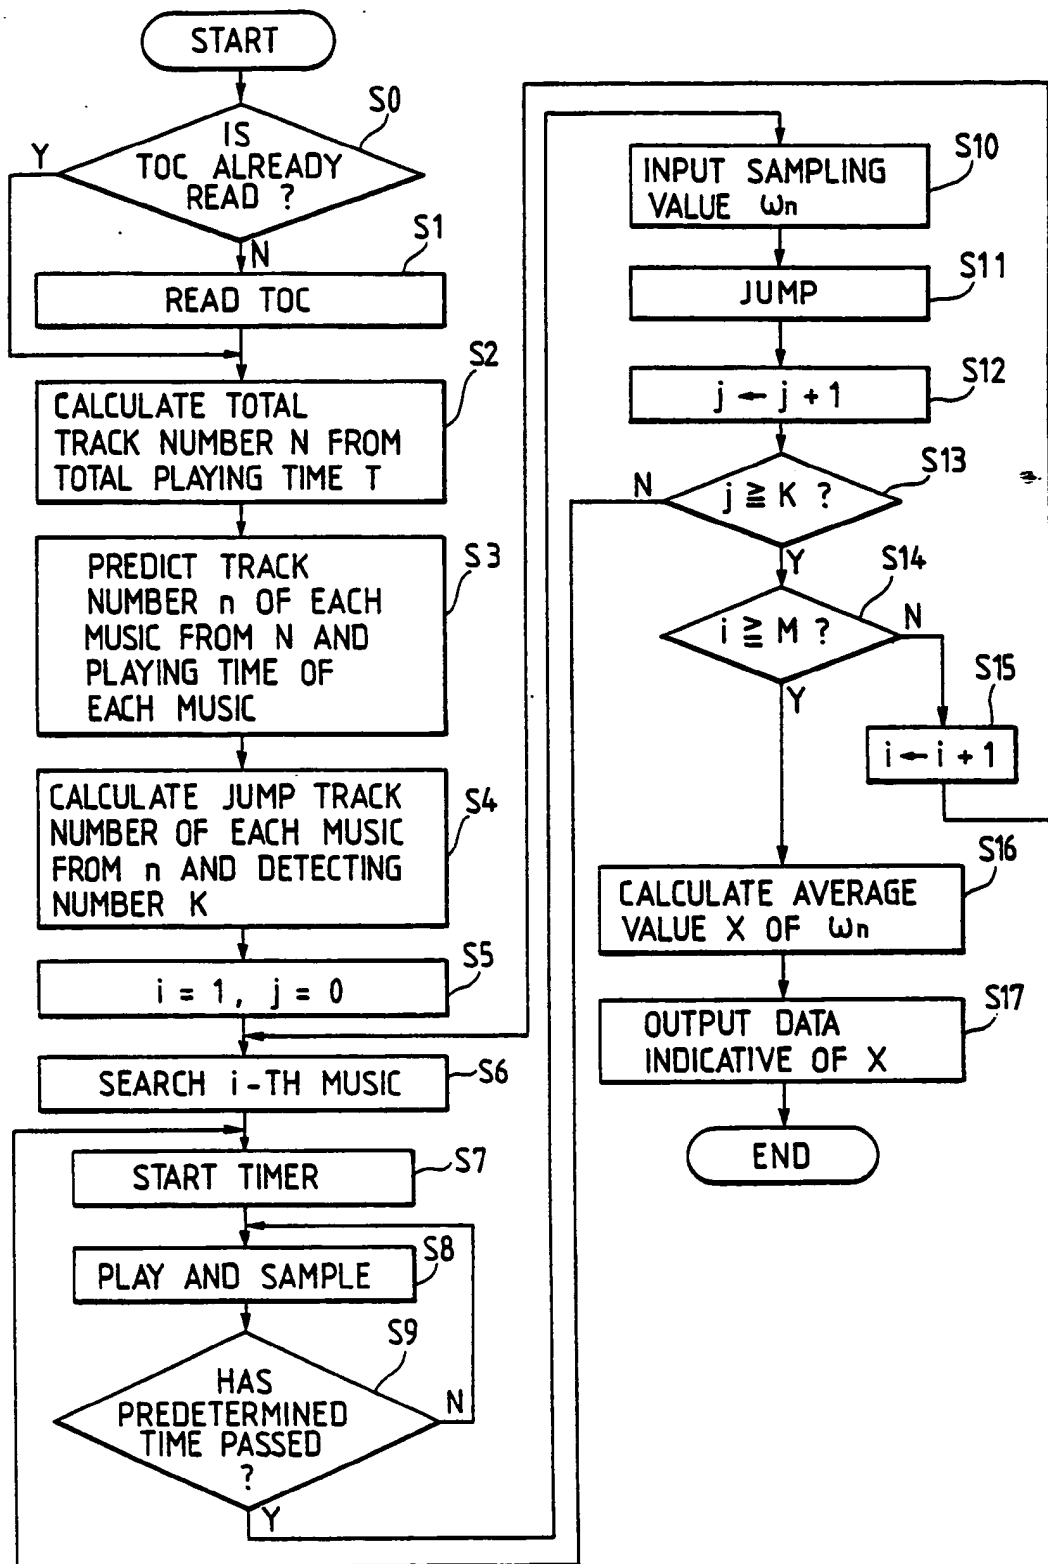 START
S0
IS
TOC ALREADY
READ ?
Y
N
S1
READ TOC
S2
CALCULATE TOTAL
TRACK NUMBER N FROM
TOTAL PLAYING TIME T
S3
PREDICT TRACK
NUMBER n OF EACH
MUSIC FROM N AND
PLAYING TIME OF
EACH MUSIC
S4
CALCULATE JUMP TRACK
NUMBER OF EACH MUSIC
FROM n AND DETECTING
NUMBER K
S5
i = 1, j = 0
S6
SEARCH i-TH MUSIC
S7
START TIMER
S8
PLAY AND SAMPLE
S9
HAS
PREDETERMINED
TIME PASSED
?
N
Y
S10
INPUT SAMPLING
VALUE ωn
S11
JUMP
S12
j ← j + 1
S13
j ≧ K ?
N
Y
S14
i ≧ M ?
N
Y
S15
i ← i + 1
S16
CALCULATE AVERAGE
VALUE X OF ωn
S17
OUTPUT DATA
INDICATIVE OF X
END